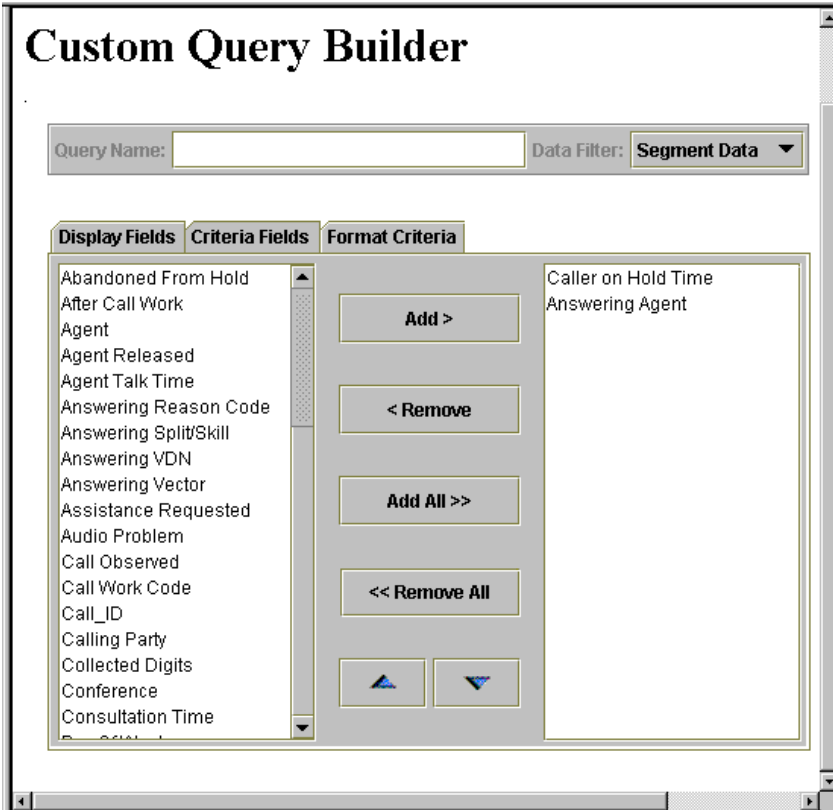 Custom Query Builder
Query Name: Data Filter: Segment Data
Display Fields Criteria Fields Format Criteria
Abandoned From Hold
After Call Work
Agent
Agent Released
Agent Talk Time
Answering Reason Code
Answering Split/Skill
Answering VDN
Answering Vector
Assistance Requested
Audio Problem
Call Observed
Call Work Code
Call_ID
Calling Party
Collected Digits
Conference
Consultation Time
Add >
< Remove
Add All >>
<< Remove All
Caller on Hold Time
Answering Agent